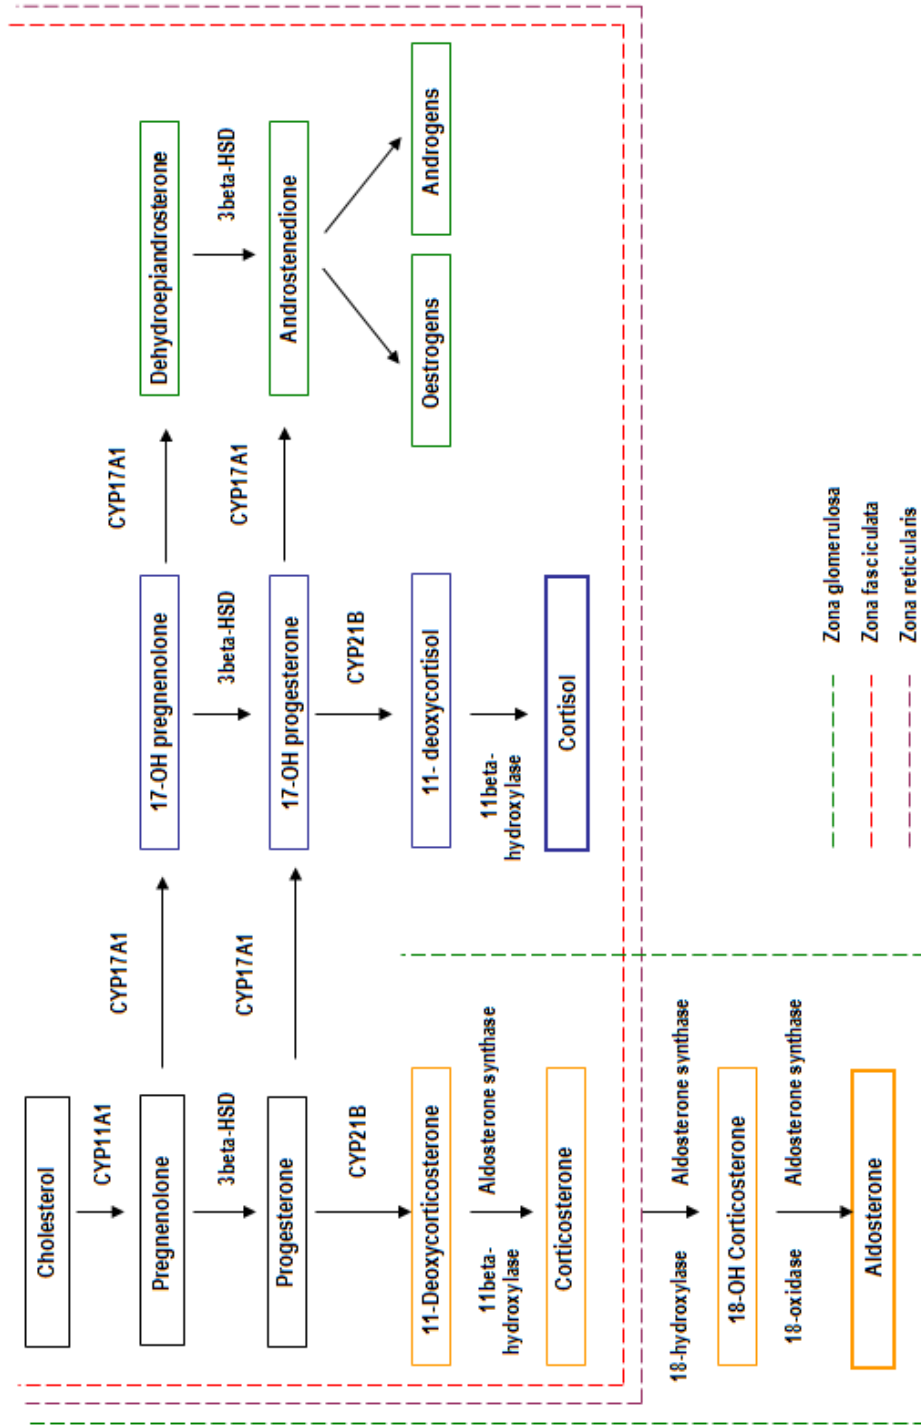 Cholesterol
CYP11A1
Pregnenolone
CYP17A1
17-OH pregnenolone
CYP17A1
Dehydroepiandrosterone
3beta-HSD
3beta-HSD
3beta-HSD
Progesterone
CYP17A1
17-OH progesterone
CYP17A1
Androstenedione
CYP21B
CYP21B
11-Deoxycorticosterone
11- deoxycortisol
Oestrogens
Androgens
11beta-
hydroxylase
Aldosterone synthase
11beta-
hydroxylase
Corticosterone
Cortisol
18-hydroxylase
Aldosterone synthase
18-OH Corticosterone
18-oxidase
Aldosterone synthase
Aldosterone
Zona glomerulosa
Zona fasciculata
Zona reticularis